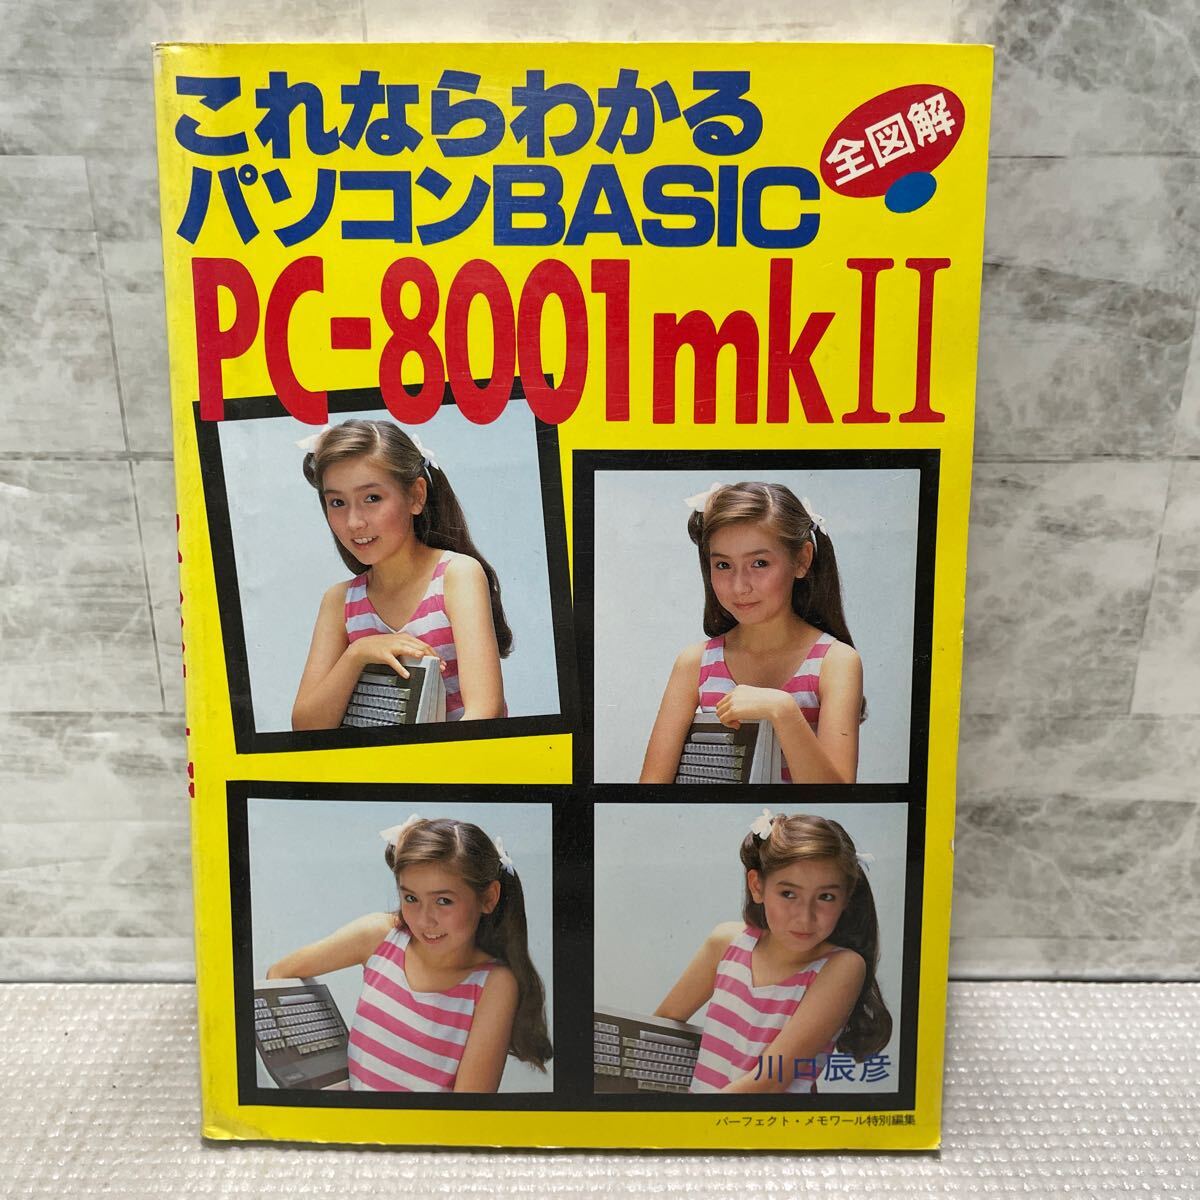 これならわかる
パソコンBASIC
全図解
PC-8001mkII
川口辰彦
パーフェクト・メモワール特別編集